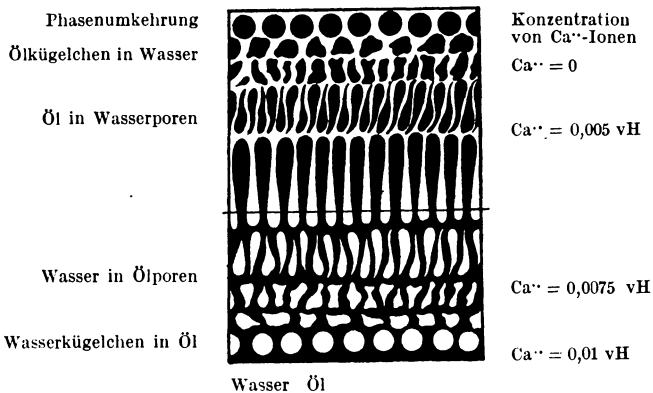 Phasenumkehrung
Ölkügelchen in Wasser
Öl in Wasserporen
Wasser in Ölporen
Wasserkügelchen in Öl
Konzentration
von Ca··-Ionen
Ca·· = 0
Ca·· = 0,005 vH
Ca·· = 0,0075 vH
Ca·· = 0,01 vH
Wasser Öl